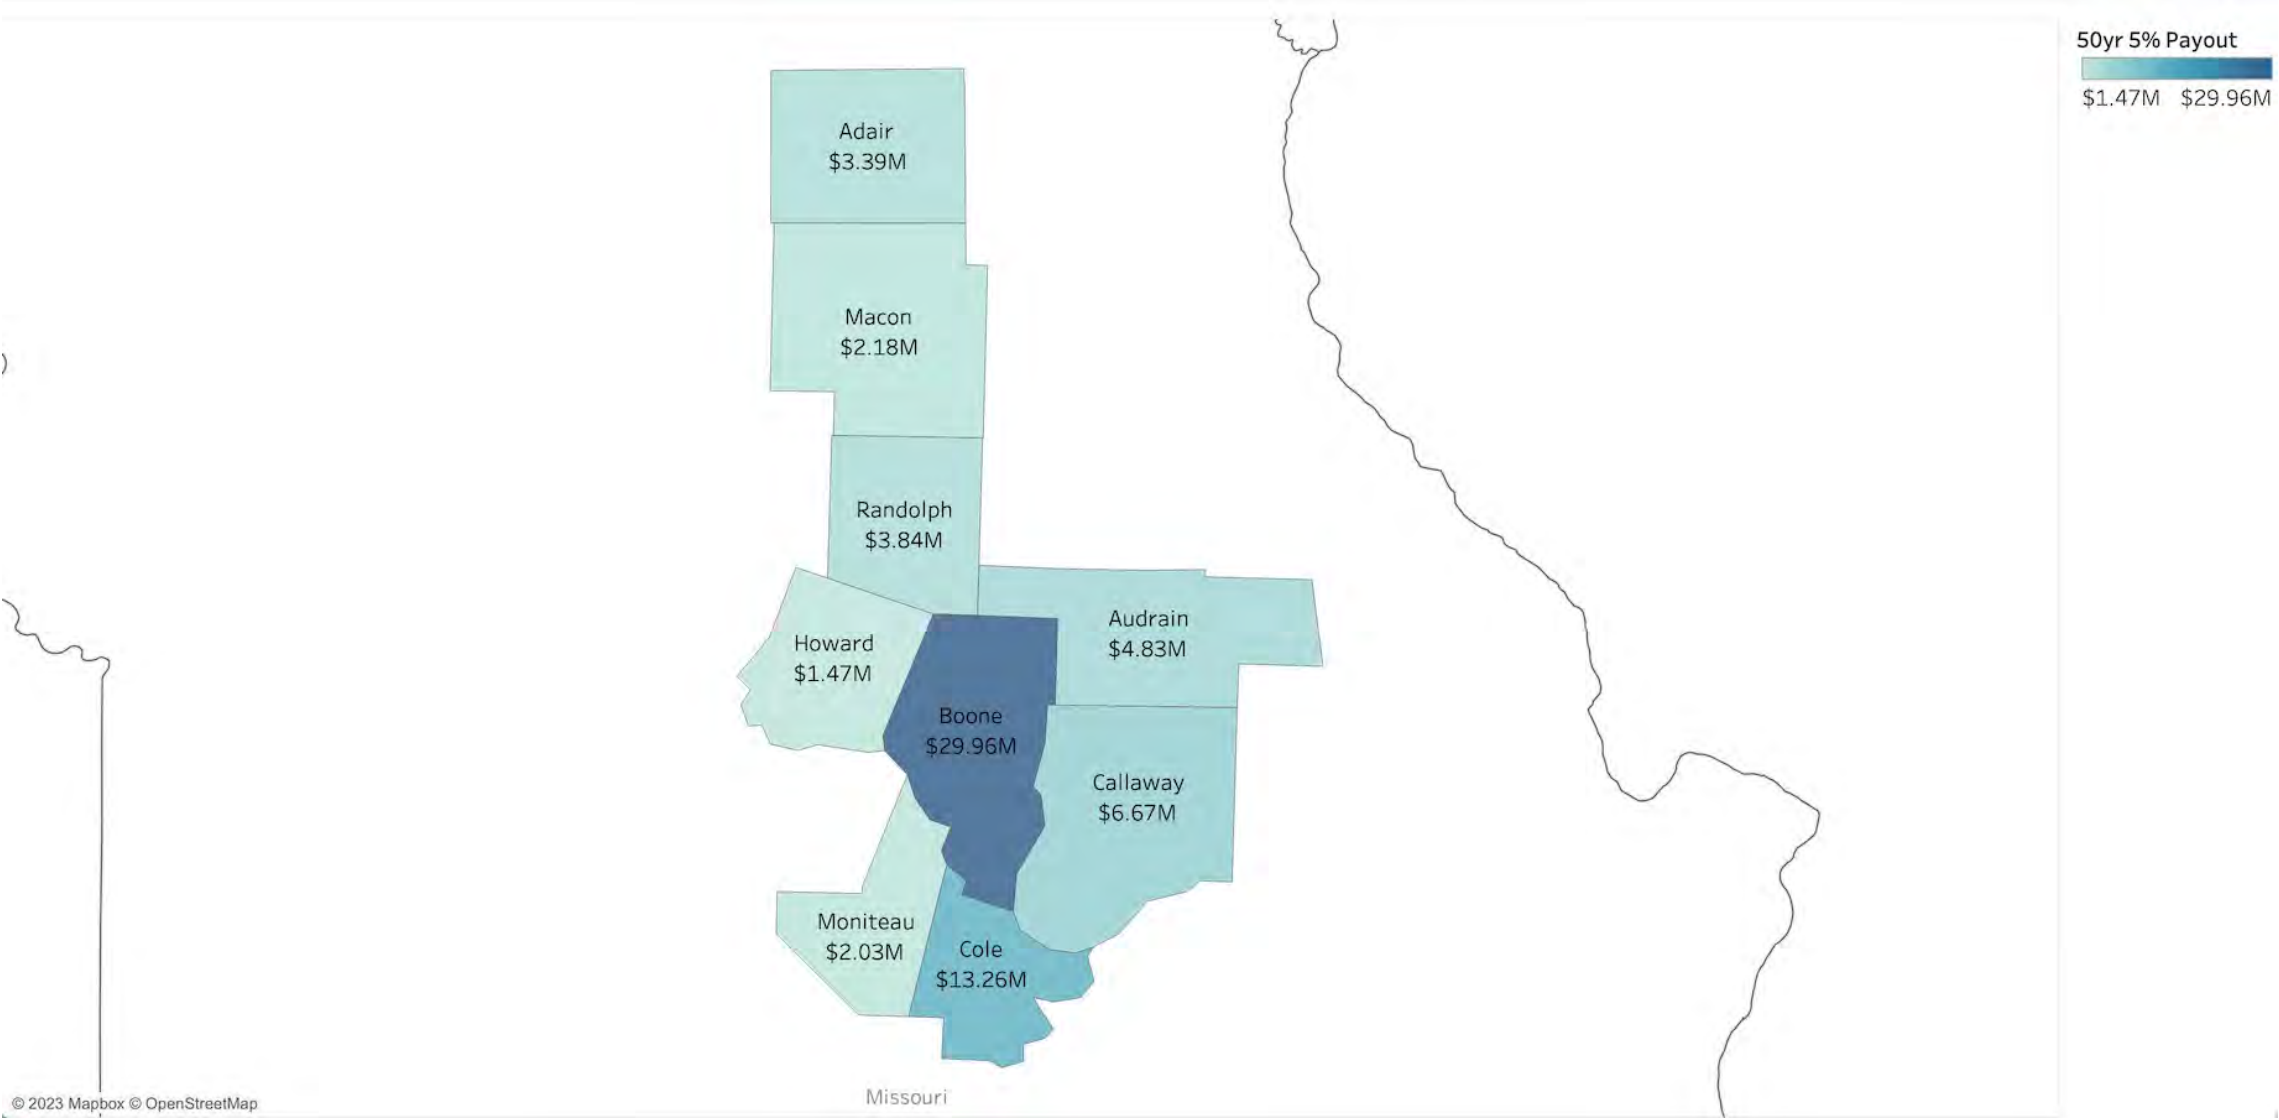 50yr 5% Payout
$1.47M $29.96M
Adair
$3.39M
Macon
$2.18M
Randolph
$3.84M
Audrain
$4.83M
Howard
$1.47M
Boone
$29.96M
Callaway
$6.67M
Moniteau
$2.03M
Cole
$13.26M
Missouri
© 2023 Mapbox © OpenStreetMap